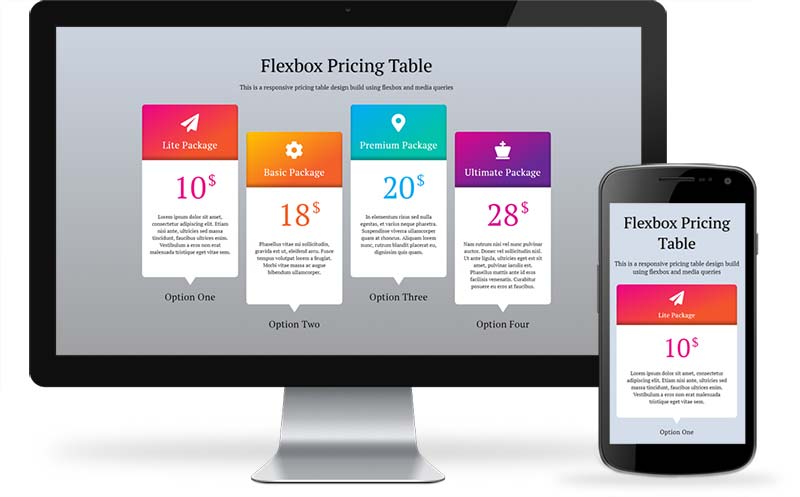 Flexbox Pricing Table
This is a responsive pricing table design build using flexbox and media queries
Lite Package
10$
Lorem ipsum dolor sit amet,
consectetur adipiscing elit. Etiam
nec massa et lectus ultricies sed massa
tincidunt, faucibus ultrices enim.
Vestibulum a eros non erat
malesuada tristique eget vitae sem.
Option One
Basic Package
18$
Phasellus vitae mi sollicitudin,
gravida est ut, eleifend arcu. Fusce
tempus volutpat lorem a feugiat.
Morbi vitae massa ac augue
bibendum ullamcorper.
Option Two
Premium Package
20$
In elementum risus sed nulla
egestas, et varius neque pharetra.
Suspendisse viverra ullamcorper
quam at rhoncus. Aliquam lorem
nunc, rutrum blandit placerat eu,
dignissim quis quam.
Option Three
Ultimate Package
28$
Nam rutrum nisi vel nunc pulvinar
auctor. Donec vel sollicitudin nisl.
Ut ante ligula, ultricies eget est sit
amet, pulvinar iaculis est.
Phasellus mattis ante id eros
facilisis venenatis. Curabitur
posuere eu eros at faucibus.
Option Four
Flexbox Pricing
Table
This is a responsive pricing table design build
using flexbox and media queries
Lite Package
10$
Lorem ipsum dolor sit amet, consectetur
adipiscing elit. Etiam ultricies sed massa
tincidunt, faucibus ultrices enim.
Vestibulum a eros non erat malesuada
tristique eget vitae sem.
Option One